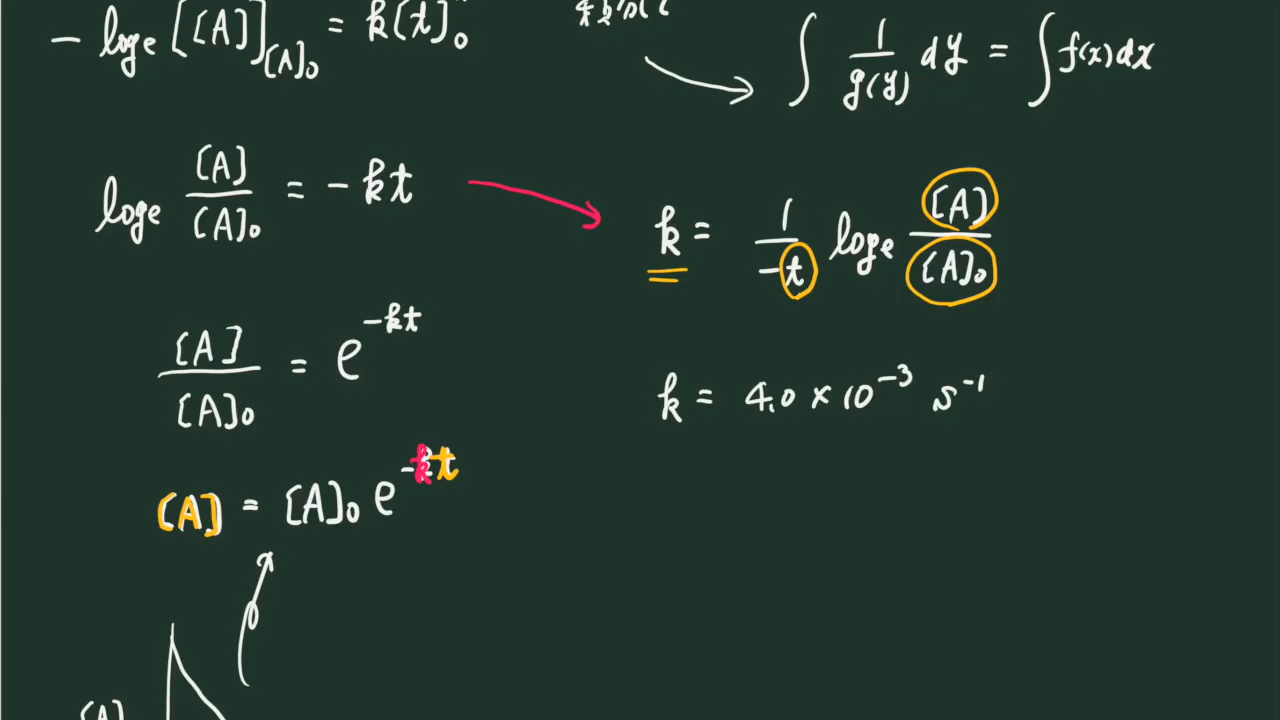 - loge [[A]][A]₀ = k[t]₀
loge [A]/[A]₀ = -kt
[A]/[A]₀ = e^-kt
[A] = [A]₀ e^-kt
[A]
∫ 1/g(y) dy = ∫ f(x)dx
k = 1/-t loge [A]/[A]₀
k = 4.0 × 10⁻³ s⁻¹